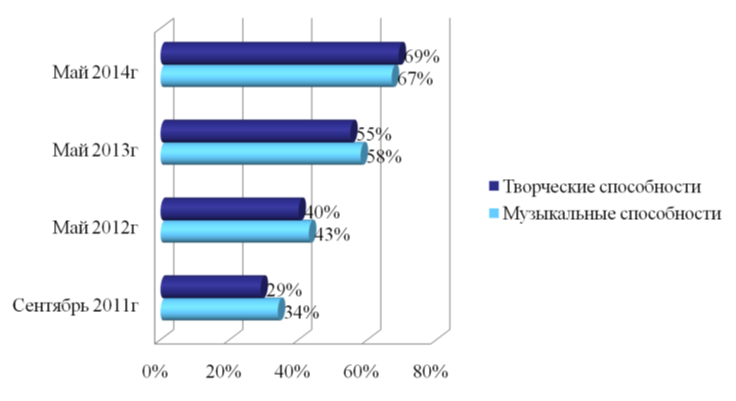 69%
Май 2014г
67%
55%
Май 2013г
58%
Творческие способности
40%
Музыкальные способности
Май 2012г
43%
29%
Сентябрь 2011г
34%
0% 20% 40% 60% 80%